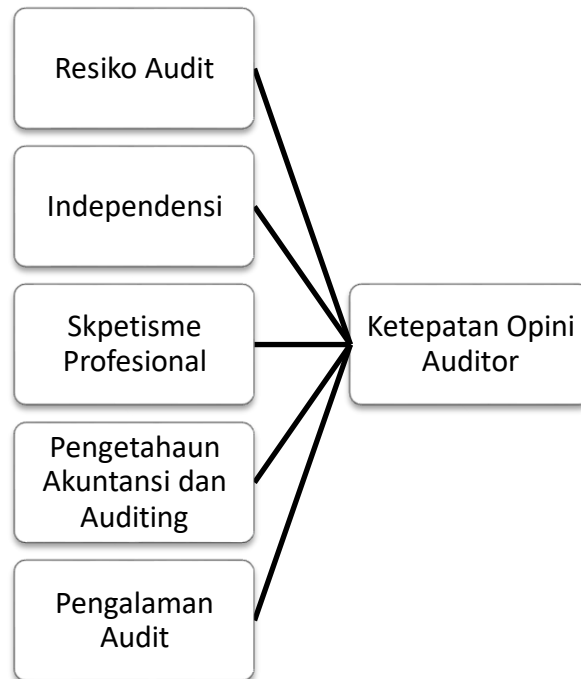 Resiko Audit
Independensi
Skpetisme
Profesional
Ketepatan Opini
Auditor
Pengetahaun
Akuntansi dan
Auditing
Pengalaman
Audit